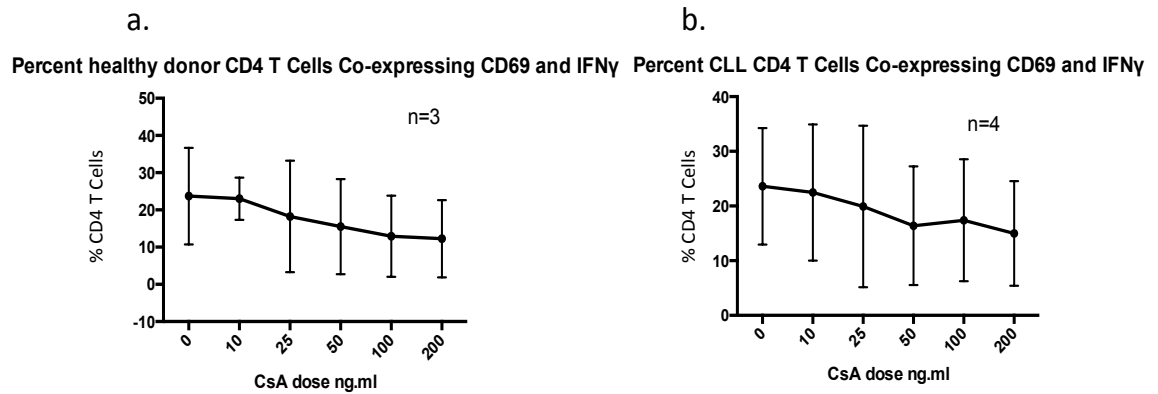 a.
Percent healthy donor CD4 T Cells Co-expressing CD69 and IFNγ
n=3
% CD4 T Cells
50
40
30
20
10
0
-10
0
10
25
50
100
200
CsA dose ng.ml
b.
Percent CLL CD4 T Cells Co-expressing CD69 and IFNγ
n=4
% CD4 T Cells
40
30
20
10
0
0
10
25
50
100
200
CsA dose ng.ml